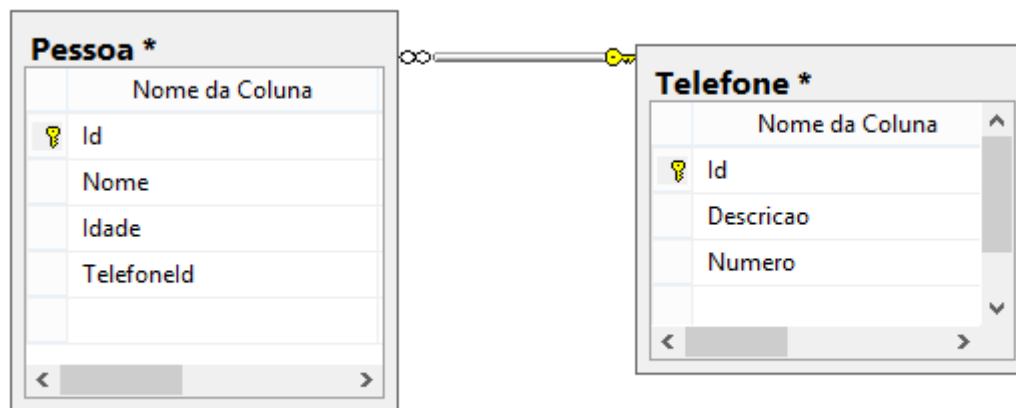 Pessoa *
Nome da Coluna
Id
Nome
Idade
TelefoneId
Telefone *
Nome da Coluna
Id
Descricao
Numero